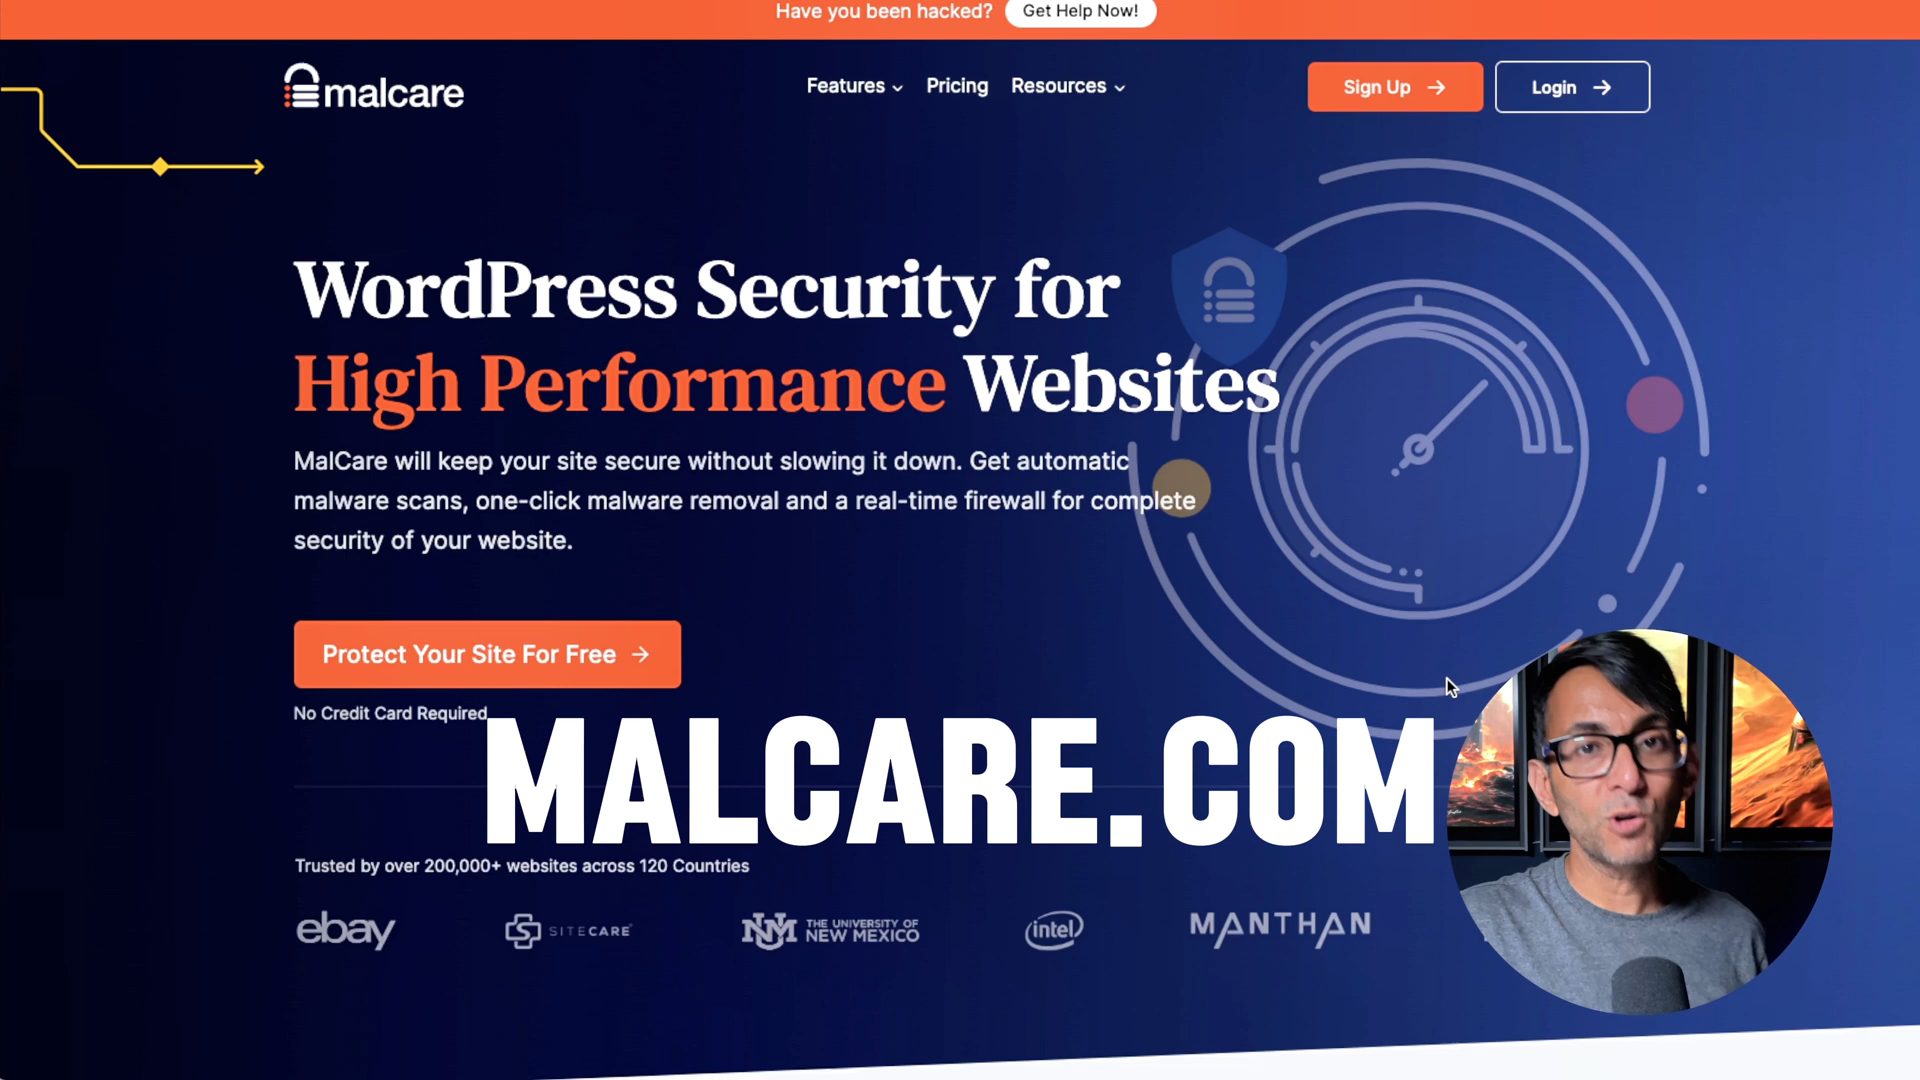 Have you been hacked? Get Help Now!
malcare Features Pricing Resources Sign Up Login
WordPress Security for
High Performance Websites
MalCare will keep your site secure without slowing it down. Get automatic
malware scans, one-click malware removal and a real-time firewall for complete
security of your website.
Protect Your Site For Free
No Credit Card Required
MALCARE.COM
Trusted by over 200,000+ websites across 120 Countries
ebay SITECARE THE UNIVERSITY OF
NEW MEXICO
intel MANTHAN